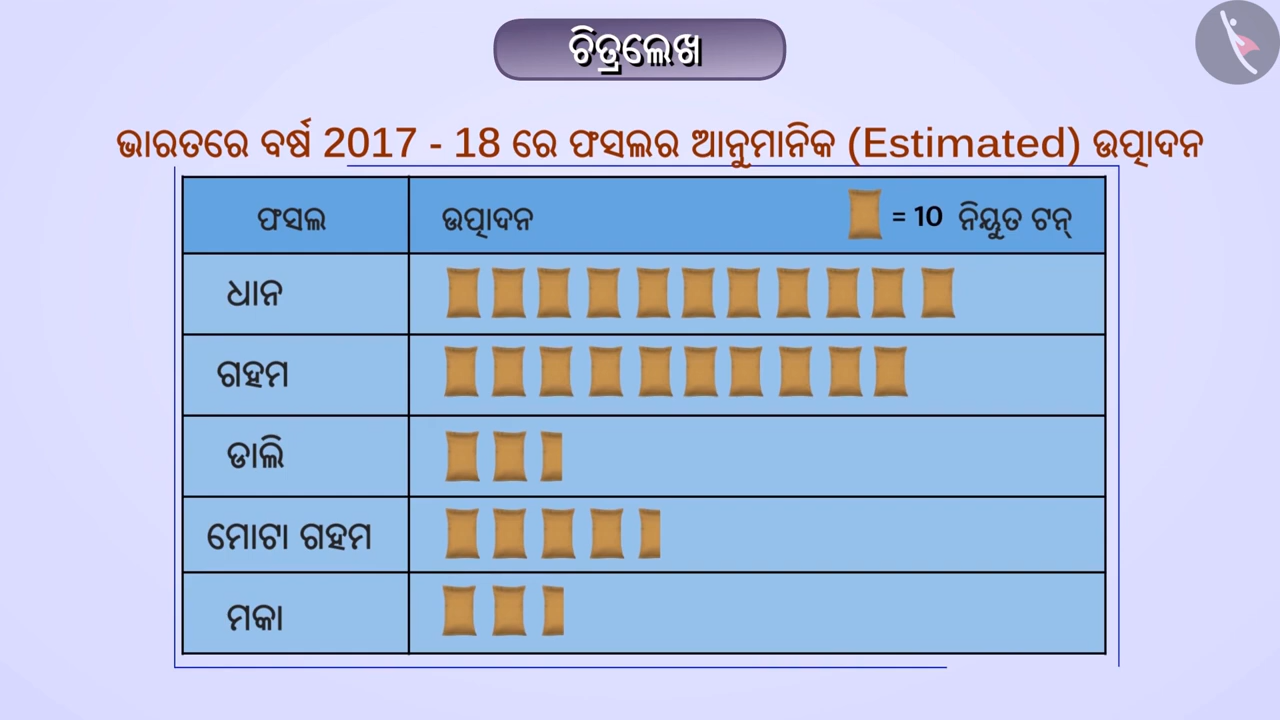 ଚିତ୍ରଲେଖ
ଭାରତରେ ବର୍ଷ 2017 - 18 ରେ ଫସଲର ଆନୁମାନିକ (Estimated) ଉତ୍ପାଦନ
ଫସଲ ଉତ୍ପାଦନ = 10 ନିୟୁତ ଟନ୍
ଧାନ
ଗହମ
ଡାଲି
ମୋଟା ଗହମ
ମକା